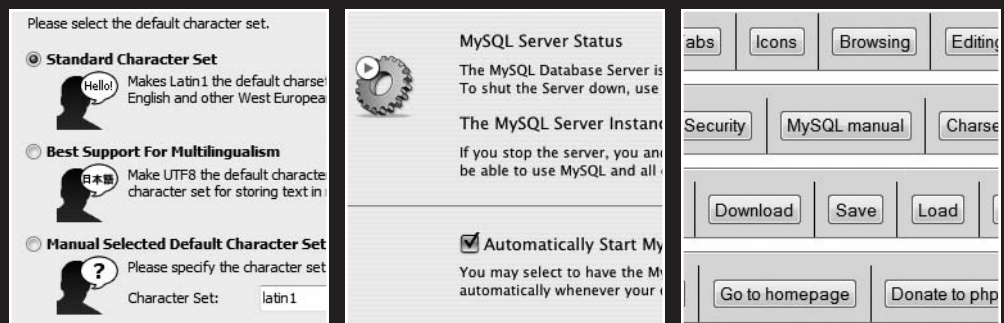 Please select the default character set.
Standard Character Set
Hello!
Makes Latin1 the default charset
English and other West European
Best Support For Multilingualism
日本語
Make UTF8 the default character
character set for storing text in
Manual Selected Default Character Set
?
Please specify the character set
Character Set: latin1
MySQL Server Status
The MySQL Database Server is
To shut the Server down, use
The MySQL Server Instan
If you stop the server, you an
be able to use MySQL and all
Automatically Start My
You may select to have the My
automatically whenever your
abs Icons Browsing Editing
Security MySQL manual Charse
Download Save Load
Go to homepage Donate to php